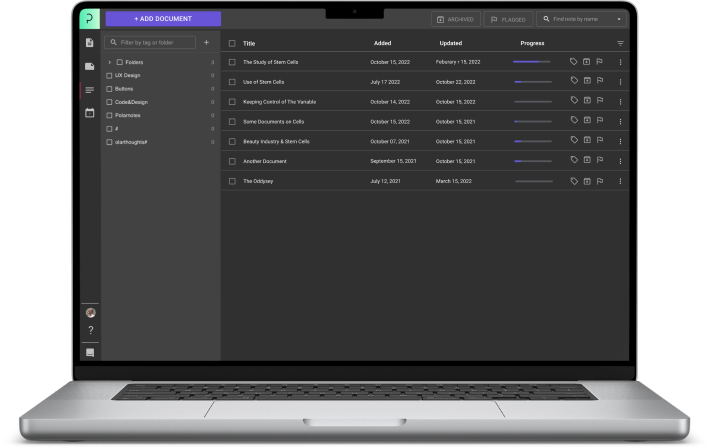 + ADD DOCUMENT
ARCHIVED
FLAGGED
Find note by name
Filter by tag or folder
+
Folders 3
UX Design 0
Buttons 0
Code&Design 0
Polarnotes 0
# 0
olarthoughts# 0
Title Added Updated Progress
The Study of Stem Cells October 15, 2022 Feburary 15, 2022
Use of Stem Cells July 17 2022 October 22, 2022
Keeping Control of The Variable October 14, 2022 October 15, 2022
Some Documents on Cells October 15, 2022 October 15, 2021
Beauty Industry & Stem Cells October 07, 2021 October 15, 2021
Another Document September 15, 2021 October 15, 2021
The Oddysey July 12, 2021 March 15, 2022
?